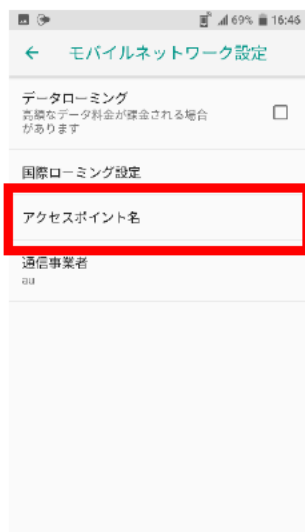 69% 16:46
モバイルネットワーク設定
データローミング
高額なデータ料金が課金される場合
があります
国際ローミング設定
アクセスポイント名
通信事業者
au